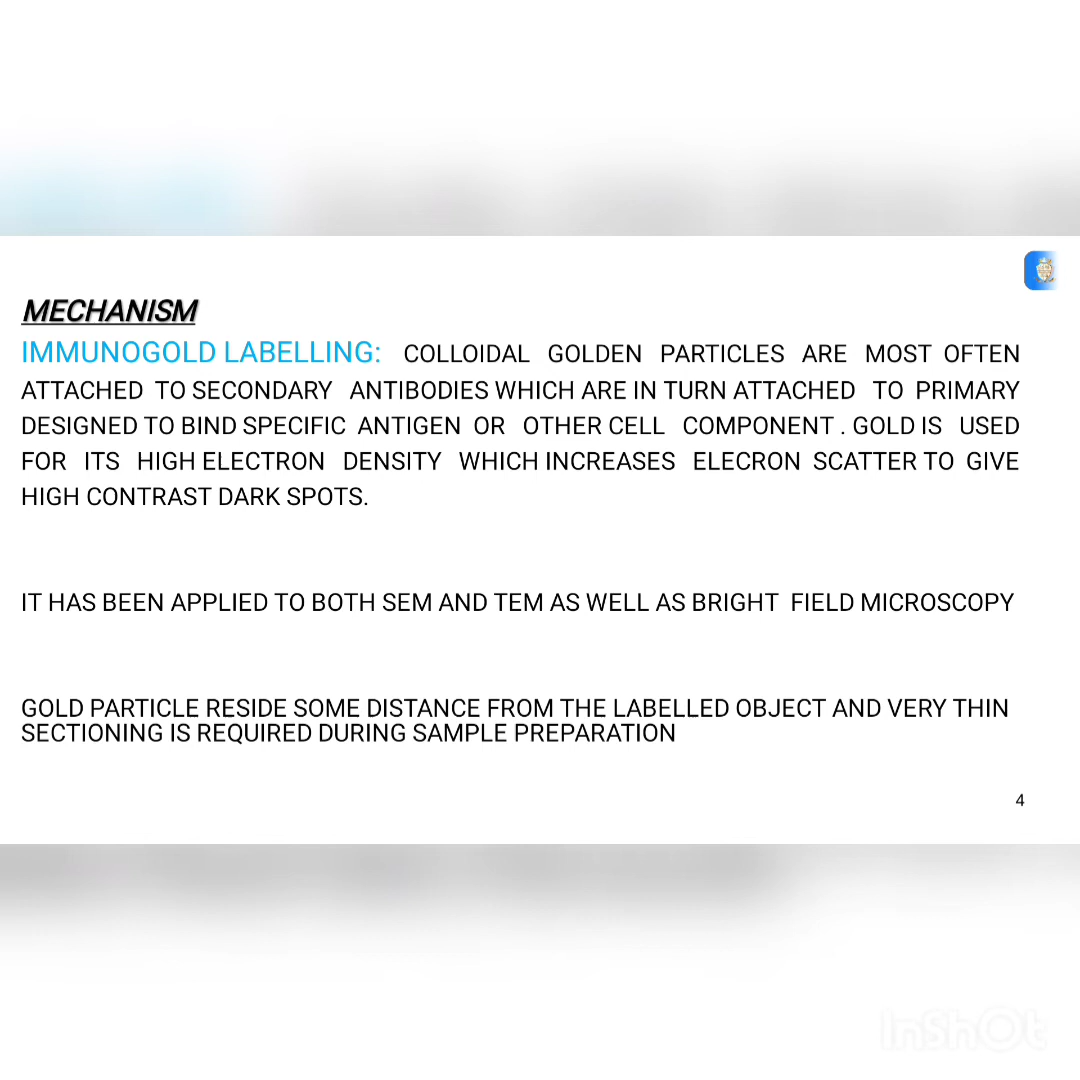 MECHANISM
IMMUNOGOLD LABELLING: COLLOIDAL GOLDEN PARTICLES ARE MOST OFTEN
ATTACHED TO SECONDARY ANTIBODIES WHICH ARE IN TURN ATTACHED TO PRIMARY
DESIGNED TO BIND SPECIFIC ANTIGEN OR OTHER CELL COMPONENT . GOLD IS USED
FOR ITS HIGH ELECTRON DENSITY WHICH INCREASES ELECRON SCATTER TO GIVE
HIGH CONTRAST DARK SPOTS.
IT HAS BEEN APPLIED TO BOTH SEM AND TEM AS WELL AS BRIGHT FIELD MICROSCOPY
GOLD PARTICLE RESIDE SOME DISTANCE FROM THE LABELLED OBJECT AND VERY THIN
SECTIONING IS REQUIRED DURING SAMPLE PREPARATION
4
InShOt